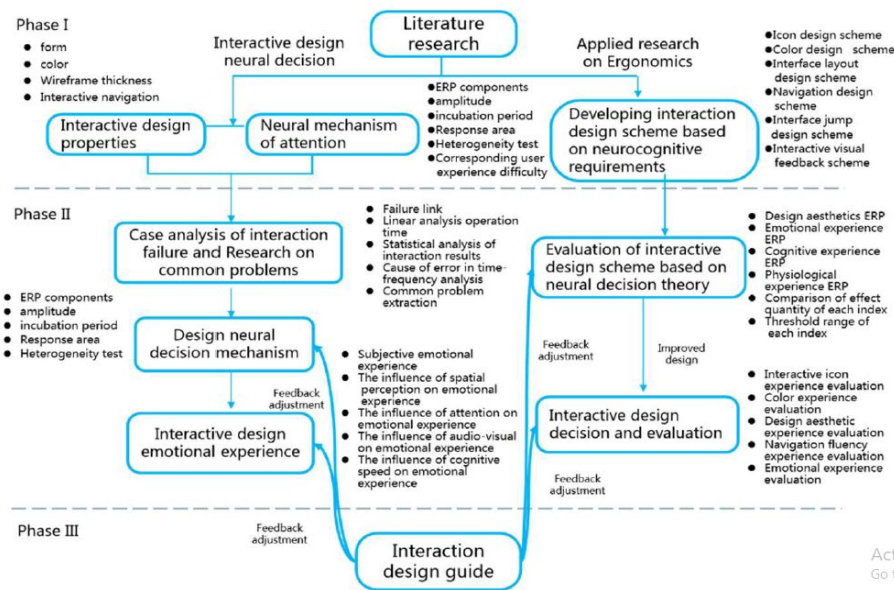 Phase I
● form
● color
● Wireframe thickness
● Interactive navigation
Interactive design
neural decision
Literature
research
Applied research
on Ergonomics
●Icon design scheme
●Color design scheme
●Interface layout
design scheme
●Navigation design
scheme
●Interface jump
design scheme
●Interactive visual
feedback scheme
Interactive design
properties
Neural mechanism
of attention
●ERP components
●amplitude
●incubation period
●Response area
●Heterogeneity test
●Corresponding user
experience difficulty
Developing interaction
design scheme based
on neurocognitive
requirements
Phase II
Case analysis of interaction
failure and Research on
common problems
● Failure link
● Linear analysis operation
time
● Statistical analysis of
interaction results
● Cause of error in time-
frequency analysis
● Common problem
extraction
Evaluation of interactive
design scheme based on
neural decision theory
● Design aesthetics ERP
● Emotional experience
ERP
● Cognitive experience
ERP
● Physiological
experience ERP
● Comparison of effect
quantity of each index
● Threshold range of
each index
● ERP components
● amplitude
● incubation period
● Response area
● Heterogeneity test
Design neural
decision mechanism
Feedback
adjustment
● Subjective emotional
experience
● The influence of spatial
perception on emotional
experience
● The influence of attention on
emotional experience
● The influence of audio-visual
on emotional experience
● The influence of cognitive
speed on emotional
experience
Feedback
adjustment
Improved
design
Interactive design
emotional experience
Interactive design
decision and evaluation
● Interactive icon
experience evaluation
● Color experience
evaluation
● Design aesthetic
experience evaluation
● Navigation fluency
experience evaluation
● Emotional experience
evaluation
Feedback
adjustment
Phase III
Feedback
adjustment
Interaction
design guide
Act
Go t